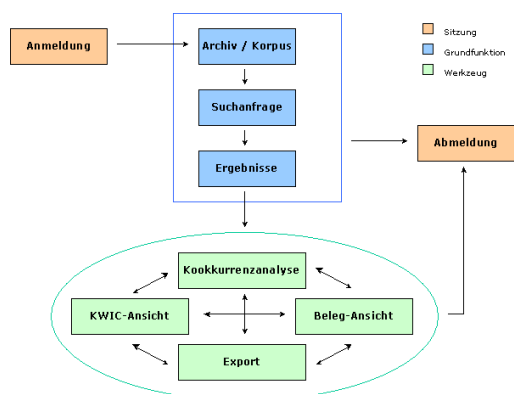 Anmeldung
Archiv / Korpus
Suchanfrage
Ergebnisse
Sitzung
Grundfunktion
Werkzeug
Abmeldung
Kookkurrenzanalyse
KWIC-Ansicht
Beleg-Ansicht
Export